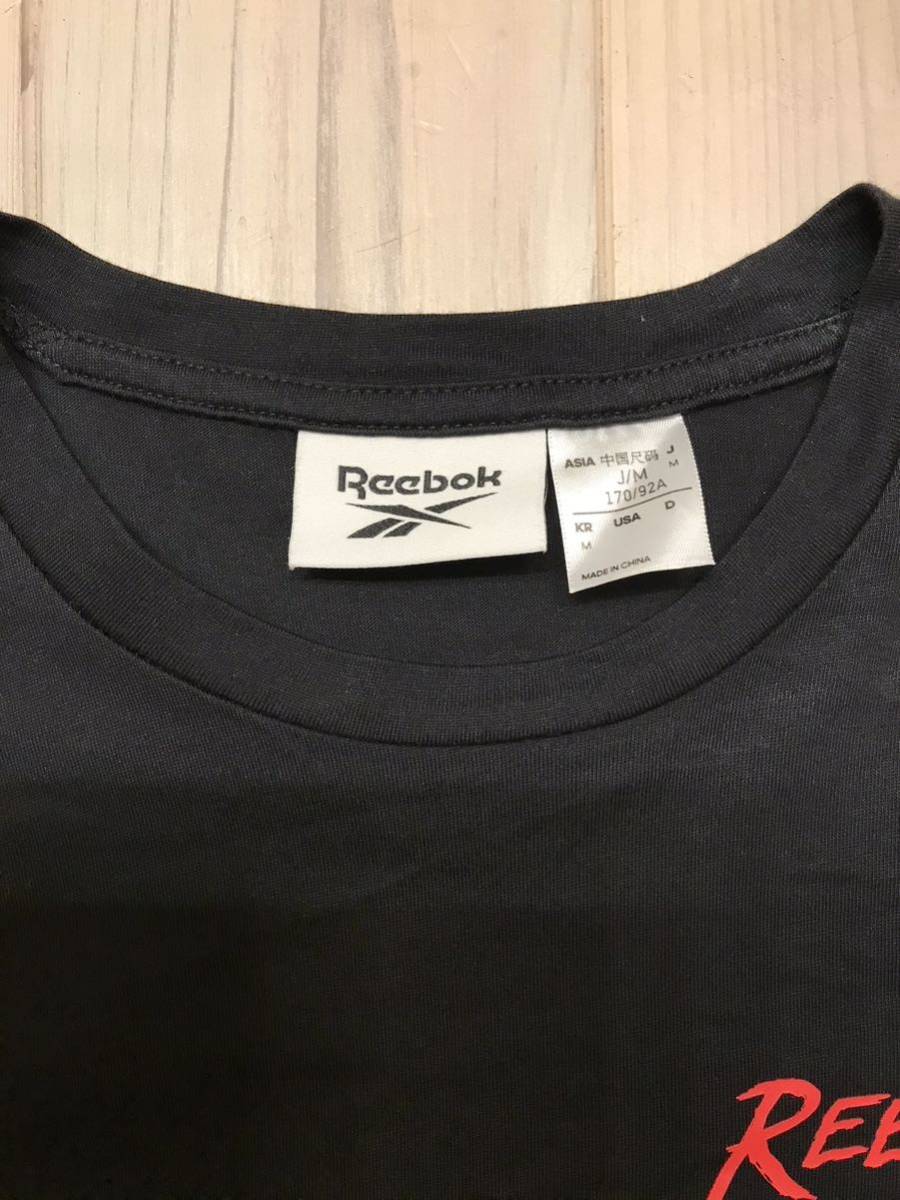 Reebok
ASIA 中国尺码 J
J/M M
170/92A
KR USA D
M
MADE IN CHINA
REE